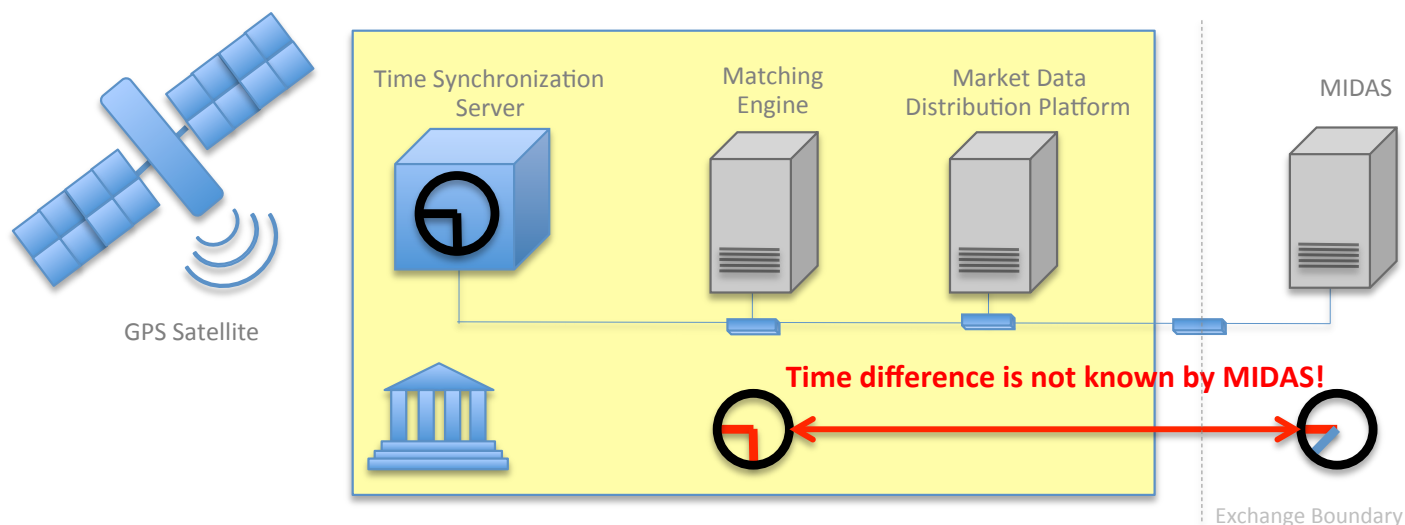 Time Synchronization
Server
Matching
Engine
Market Data
Distribution Platform
MIDAS
GPS Satellite
Time difference is not known by MIDAS!
Exchange Boundary